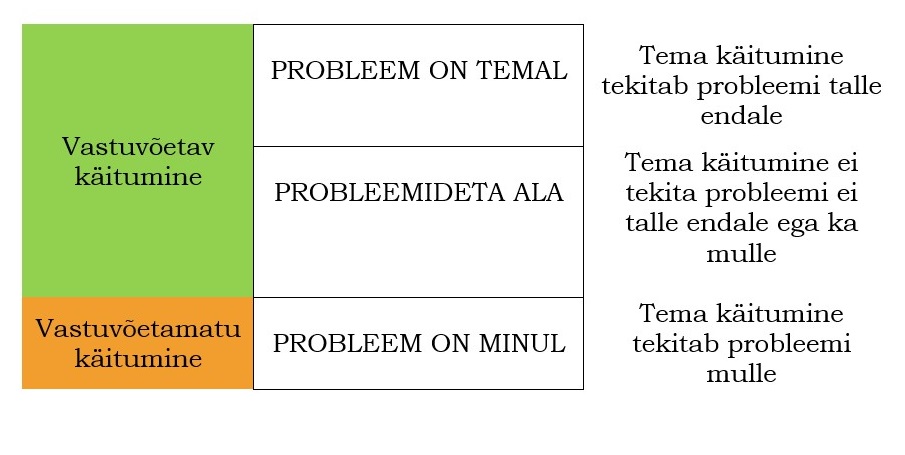 Vastuvõetav
käitumine
PROBLEEM ON TEMAL
Tema käitumine
tekitab probleemi talle
endale
PROBLEEMIDETA ALA
Tema käitumine ei
tekita probleemi ei
talle endale ega ka
mulle
Vastuvõetamatu
käitumine
PROBLEEM ON MINUL
Tema käitumine
tekitab probleemi
mulle